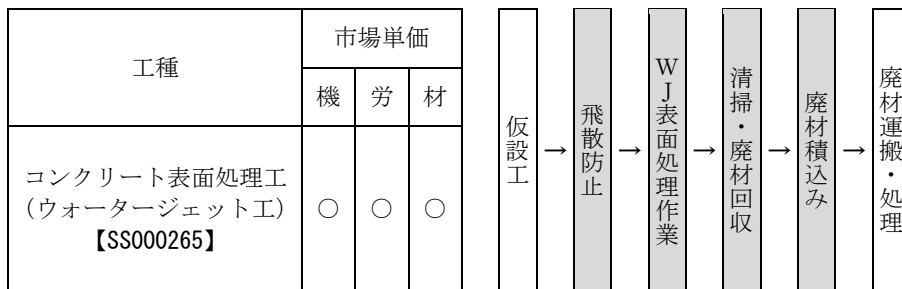 工種
市場単価
機 労 材
コンクリート表面処理工
(ウォータージェット工)
【SS000265】
○ ○ ○
仮設工
→
飛散防止
→
WJ表面処理作業
→
清掃・廃材回収
→
廃材積込み
→
廃材運搬・処理